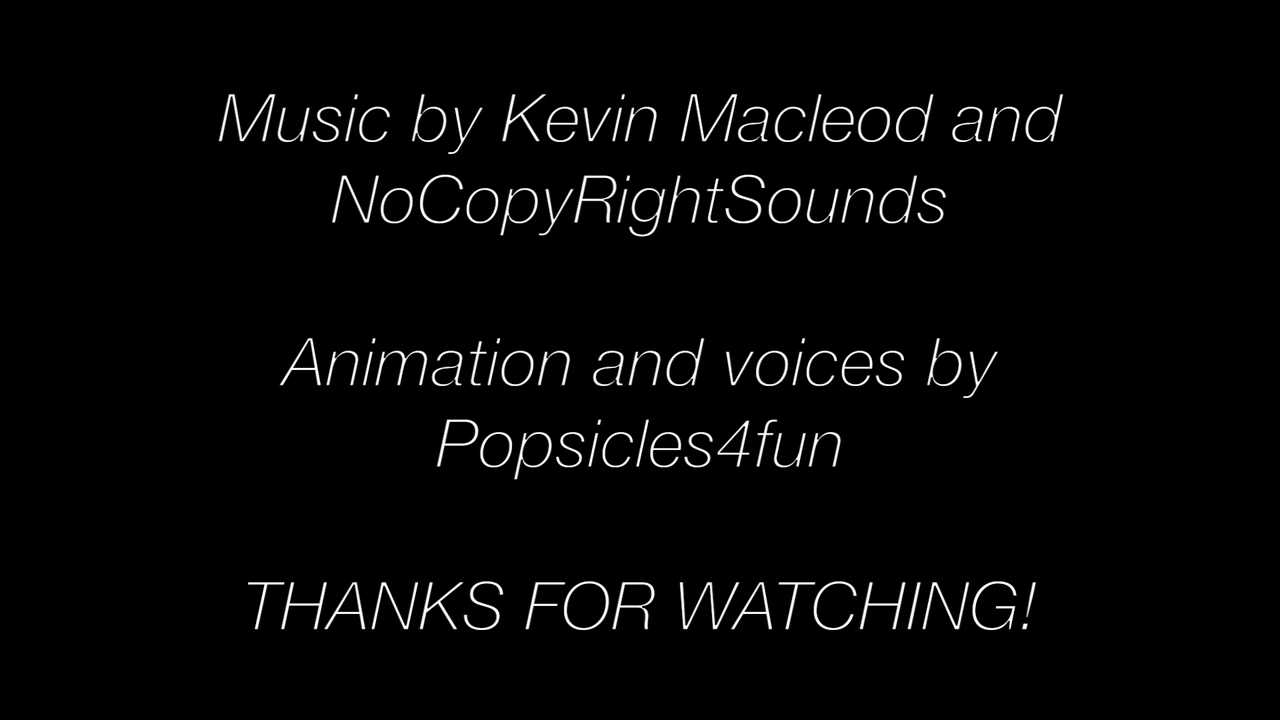 Music by Kevin Macleod and
NoCopyRightSounds
Animation and voices by
Popsicles4fun
THANKS FOR WATCHING!